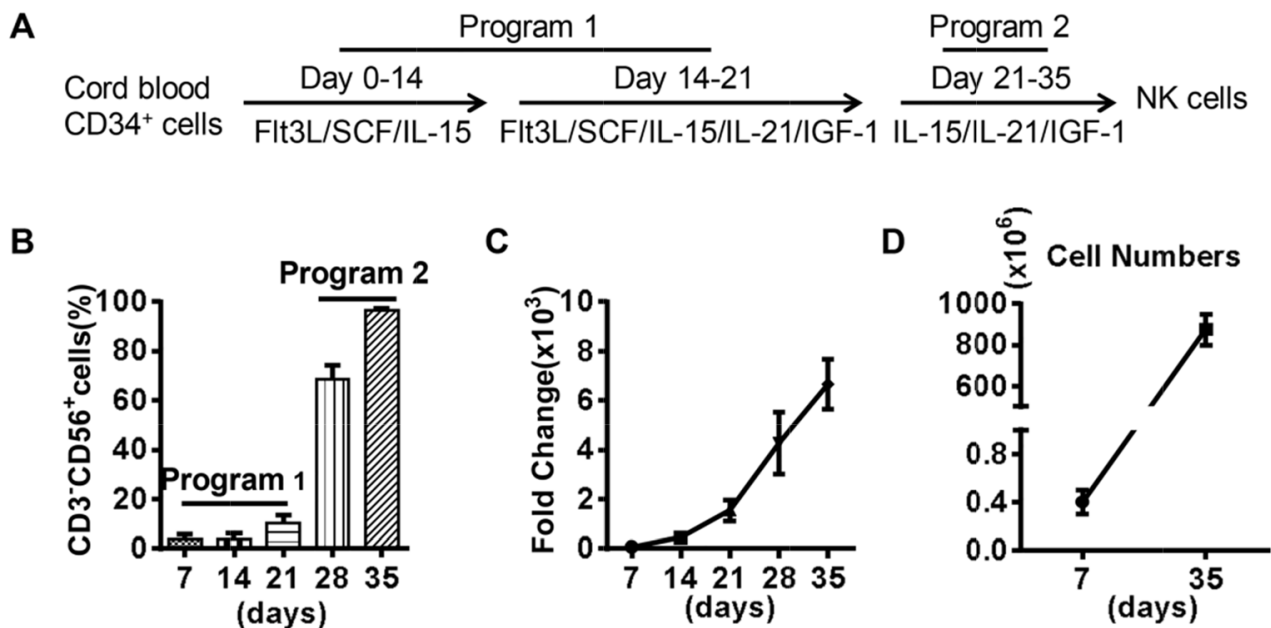 A
Program 1
Program 2
Cord blood
CD34⁺ cells
Day 0-14
Day 14-21
Day 21-35
NK cells
Flt3L/SCF/IL-15
Flt3L/SCF/IL-15/IL-21/IGF-1
IL-15/IL-21/IGF-1
B
CD3⁻CD56⁺cells(%)
100
80
60
40
20
0
Program 1
Program 2
7 14 21 28 35
(days)
C
Fold Change(x10³)
10
8
6
4
2
0
7 14 21 28 35
(days)
D
(x10⁶)
Cell Numbers
1000
800
600
0.8
0.4
0.0
7 35
(days)